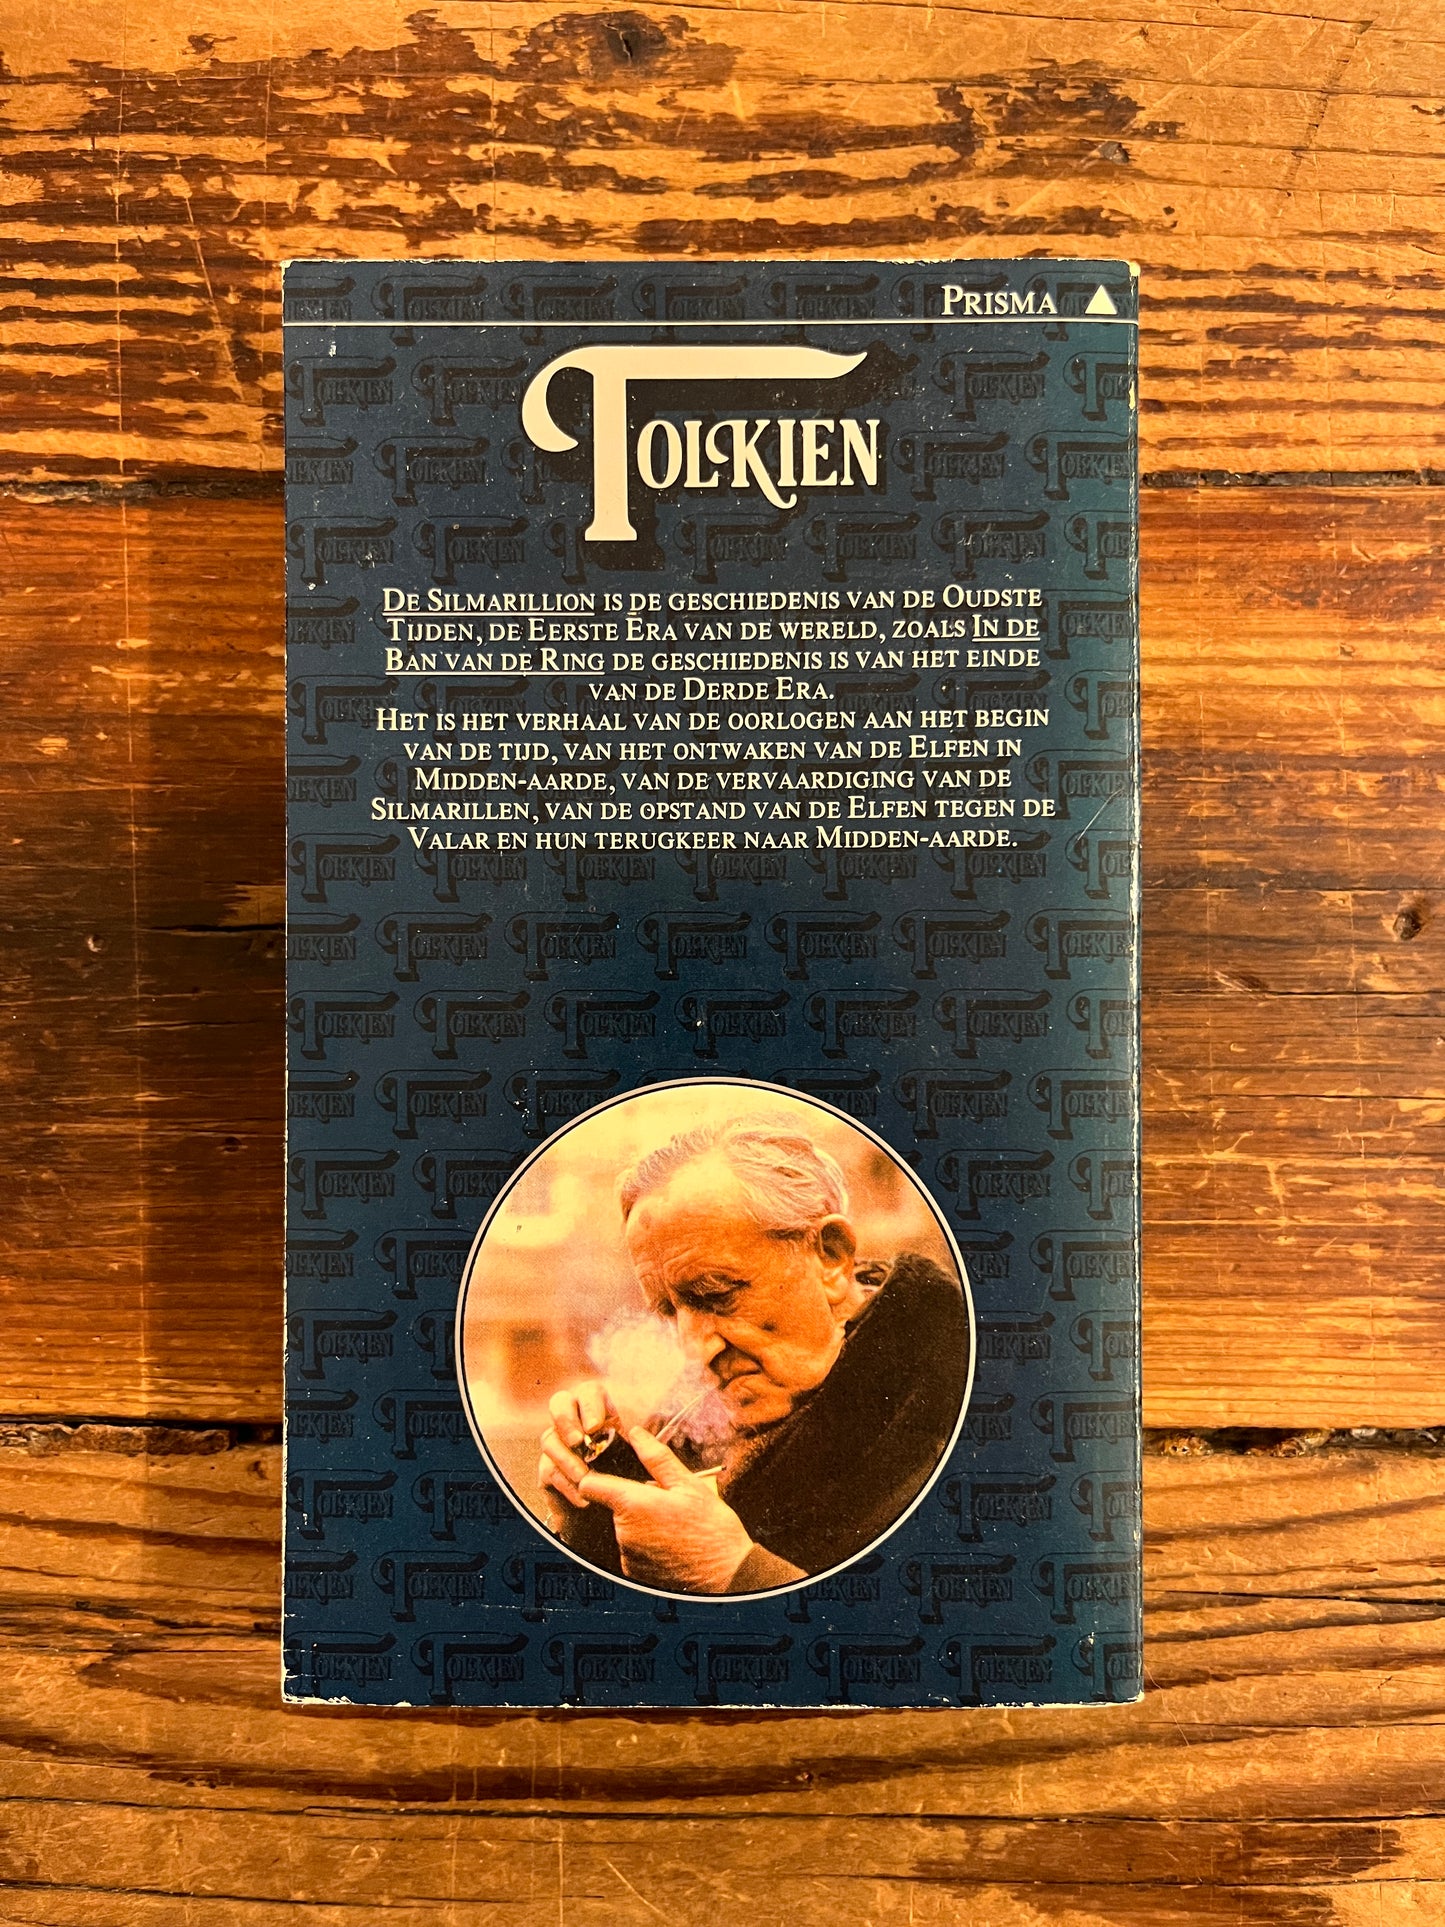 PRISMA
TOLKIEN
DE SILMARILLION IS DE GESCHIEDENIS VAN DE OUDSTE
TIJDEN, DE EERSTE ERA VAN DE WERELD, ZOALS IN DE
BAN VAN DE RING DE GESCHIEDENIS IS VAN HET EINDE
VAN DE DERDE ERA.
HET IS HET VERHAAL VAN DE OORLOGEN AAN HET BEGIN
VAN DE TIJD, VAN HET ONTWAKEN VAN DE ELFEN IN
MIDDEN-AARDE, VAN DE VERVAARDIGING VAN DE
SILMARILLEN, VAN DE OPSTAND VAN DE ELFEN TEGEN DE
VALAR EN HUN TERUGKEER NAAR MIDDEN-AARDE.